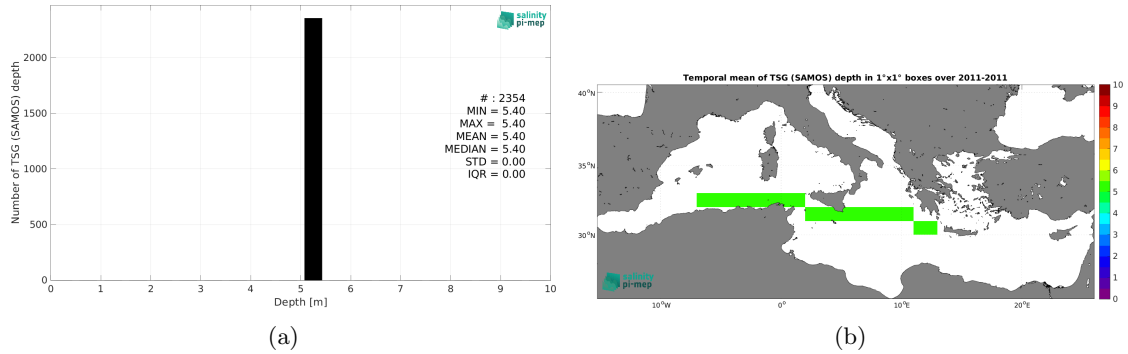 salinity
pi-mep
2000
1500
1000
500
0
Number of TSG (SAMOS) depth
# : 2354
MIN = 5.40
MAX = 5.40
MEAN = 5.40
MEDIAN = 5.40
STD = 0.00
IQR = 0.00
0 1 2 3 4 5 6 7 8 9 10
Depth [m]
(a)
Temporal mean of TSG (SAMOS) depth in 1°x1° boxes over 2011-2011
40°N
35°N
30°N
10°W 0° 10°E 20°E
10
9
8
7
6
5
4
3
2
1
0
salinity
pi-mep
(b)